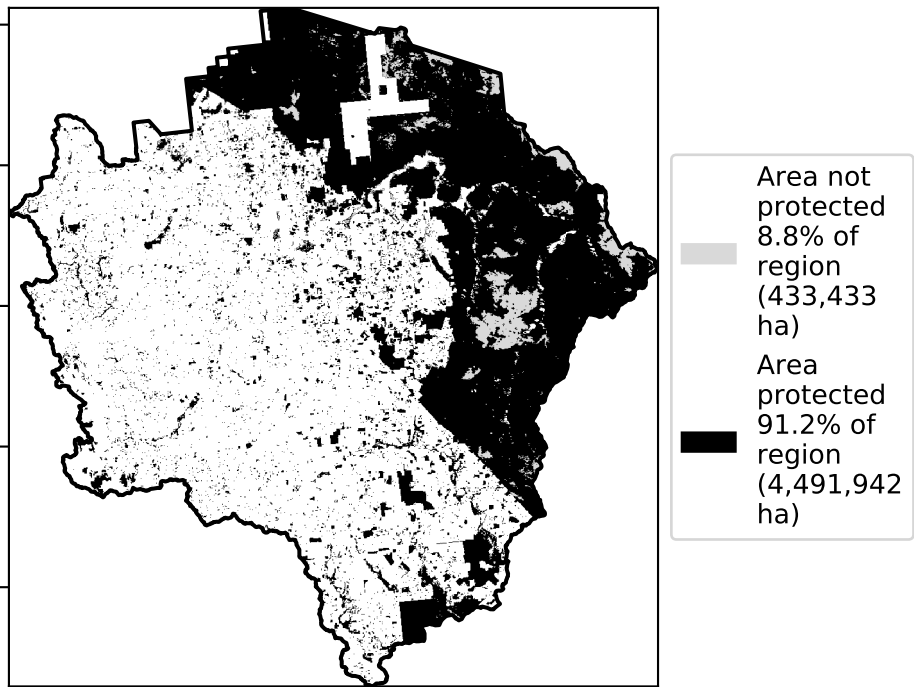 Area not
protected
8.8% of
region
(433,433
ha)
Area
protected
91.2% of
region
(4,491,942
ha)